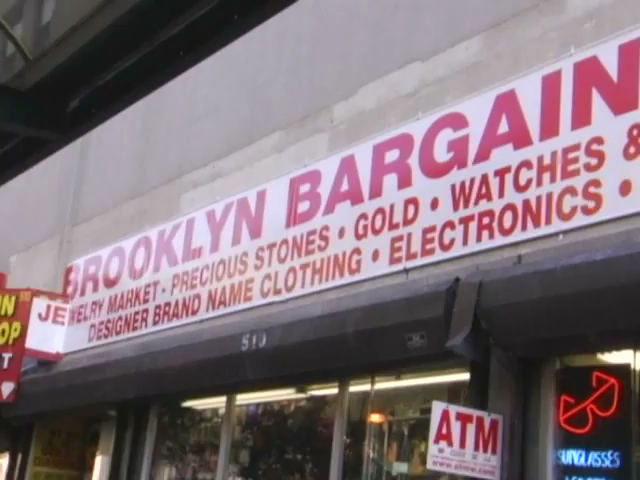 BROOKLYN BARGAIN
JEWELRY MARKET - PRECIOUS STONES • GOLD • WATCHES &
DESIGNER BRAND NAME CLOTHING • ELECTRONICS •
510
ATM
SUNGLASSES